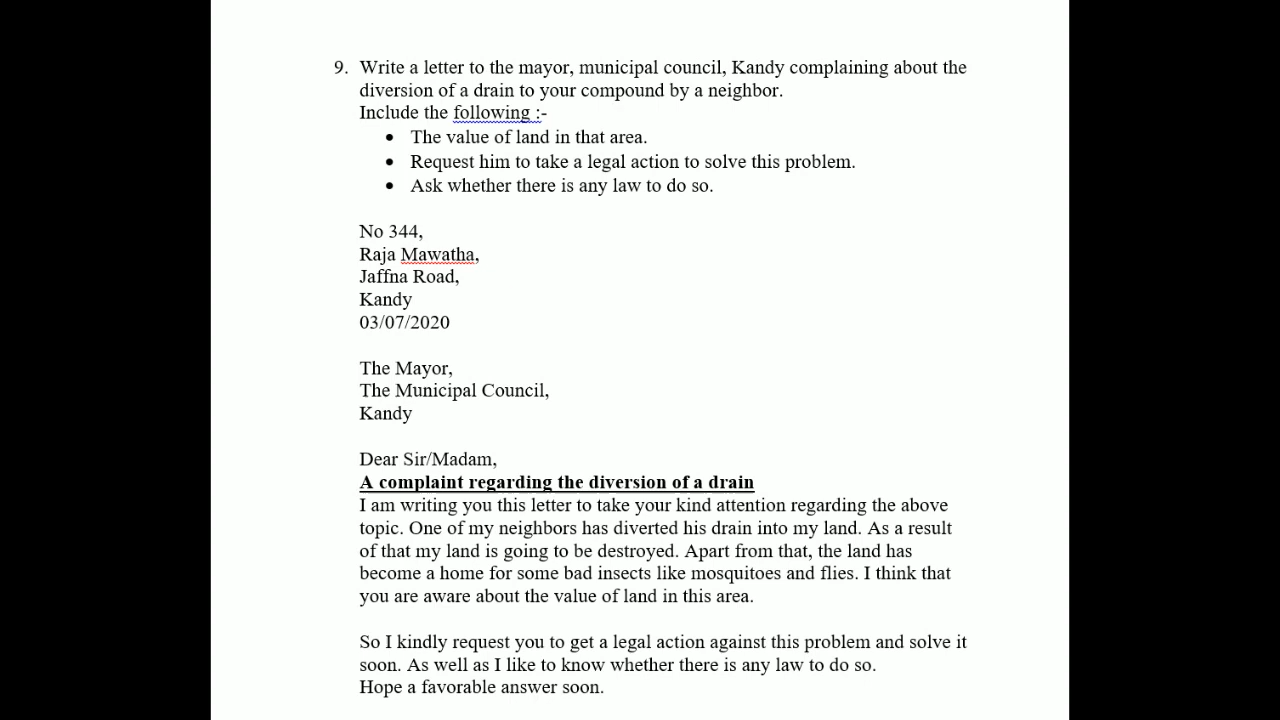 9. Write a letter to the mayor, municipal council, Kandy complaining about the
diversion of a drain to your compound by a neighbor.
Include the following :-
• The value of land in that area.
• Request him to take a legal action to solve this problem.
• Ask whether there is any law to do so.
No 344,
Raja Mawatha,
Jaffna Road,
Kandy
03/07/2020
The Mayor,
The Municipal Council,
Kandy
Dear Sir/Madam,
A complaint regarding the diversion of a drain
I am writing you this letter to take your kind attention regarding the above
topic. One of my neighbors has diverted his drain into my land. As a result
of that my land is going to be destroyed. Apart from that, the land has
become a home for some bad insects like mosquitoes and flies. I think that
you are aware about the value of land in this area.
So I kindly request you to get a legal action against this problem and solve it
soon. As well as I like to know whether there is any law to do so.
Hope a favorable answer soon.